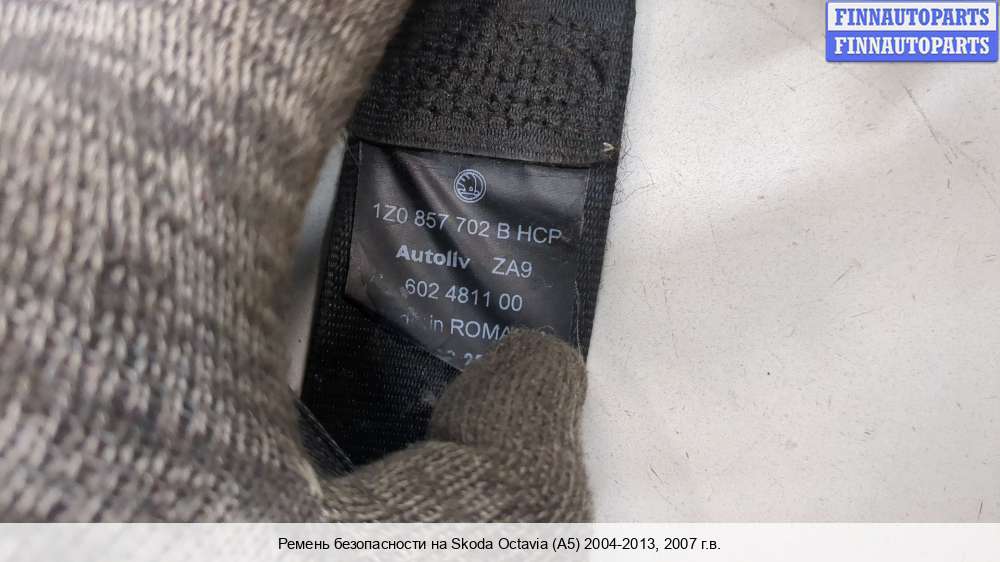 FINNAUTOPARTS
FINNAUTOPARTS
1Z0 857 702 B HCP
Autoliv ZA9
602 4811 00
in ROMA
Ремень безопасности на Skoda Octavia (A5) 2004-2013, 2007 г.в.